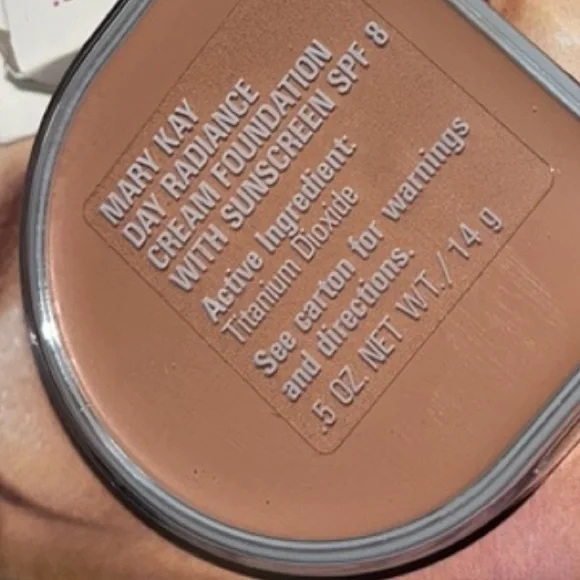 MARY KAY
DAY RADIANCE
CREAM FOUNDATION
WITH SUNSCREEN SPF 8
Active Ingredient:
Titanium Dioxide
See carton for warnings
and directions.
.5 OZ. NET WT./14 g